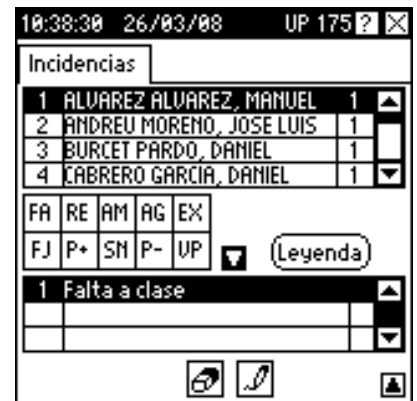 10:38:30 26/03/08 UP 175 ? X
Incidencias
1 ALVAREZ ALVAREZ, MANUEL 1
2 ANDREU MORENO, JOSE LUIS 1
3 BURCET PARDO, DANIEL 1
4 CABRERO GARCIA, DANIEL 1
FA RE AM AG EX
FJ P+ SN P- VP (Leyenda)
1 Falta a clase